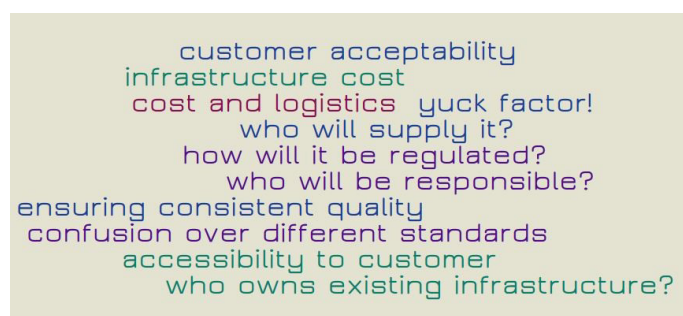 customer acceptability
infrastructure cost
cost and logistics yuck factor!
who will supply it?
how will it be regulated?
who will be responsible?
ensuring consistent quality
confusion over different standards
accessibility to customer
who owns existing infrastructure?